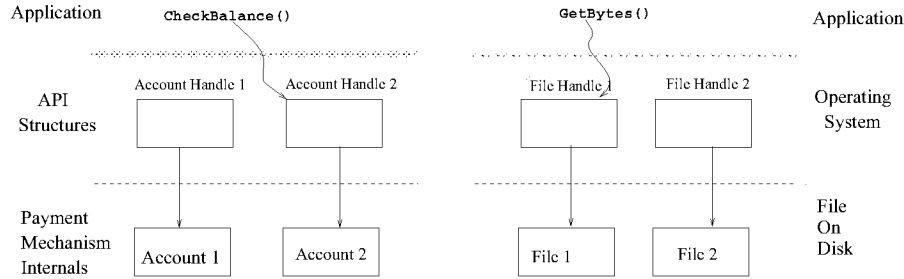 Application
CheckBalance()
GetBytes()
Application
Account Handle 1
Account Handle 2
File Handle 1
File Handle 2
API
Structures
Operating
System
Payment
Mechanism
Internals
Account 1
Account 2
File 1
File 2
File
On
Disk